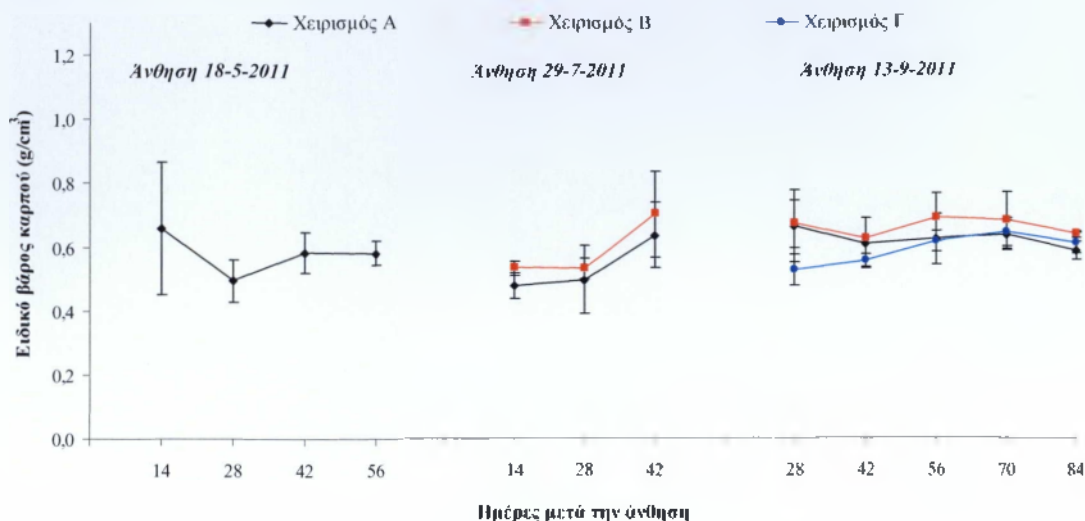 Χειρισμός Α Χειρισμός Β Χειρισμός Γ
Άνθηση 18-5-2011 Άνθηση 29-7-2011 Άνθηση 13-9-2011
Ειδικό βάρος καρπού (g/cm³)
1,2
1,0
0,8
0,6
0,4
0,2
0,0
14 28 42 56 14 28 42 28 42 56 70 84
Ημέρες μετά την άνθηση